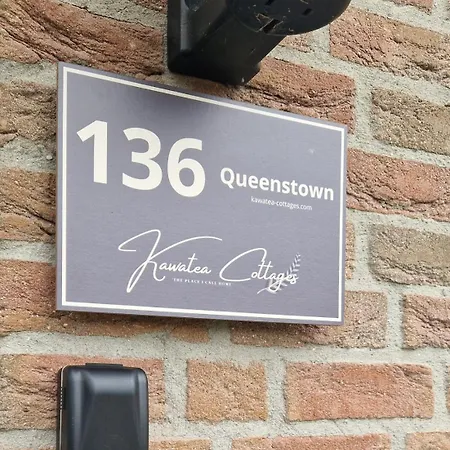 136 Queenstown
kawatea-cottages.com
Kawatea Cottages
THE PLACE I CALL HOME